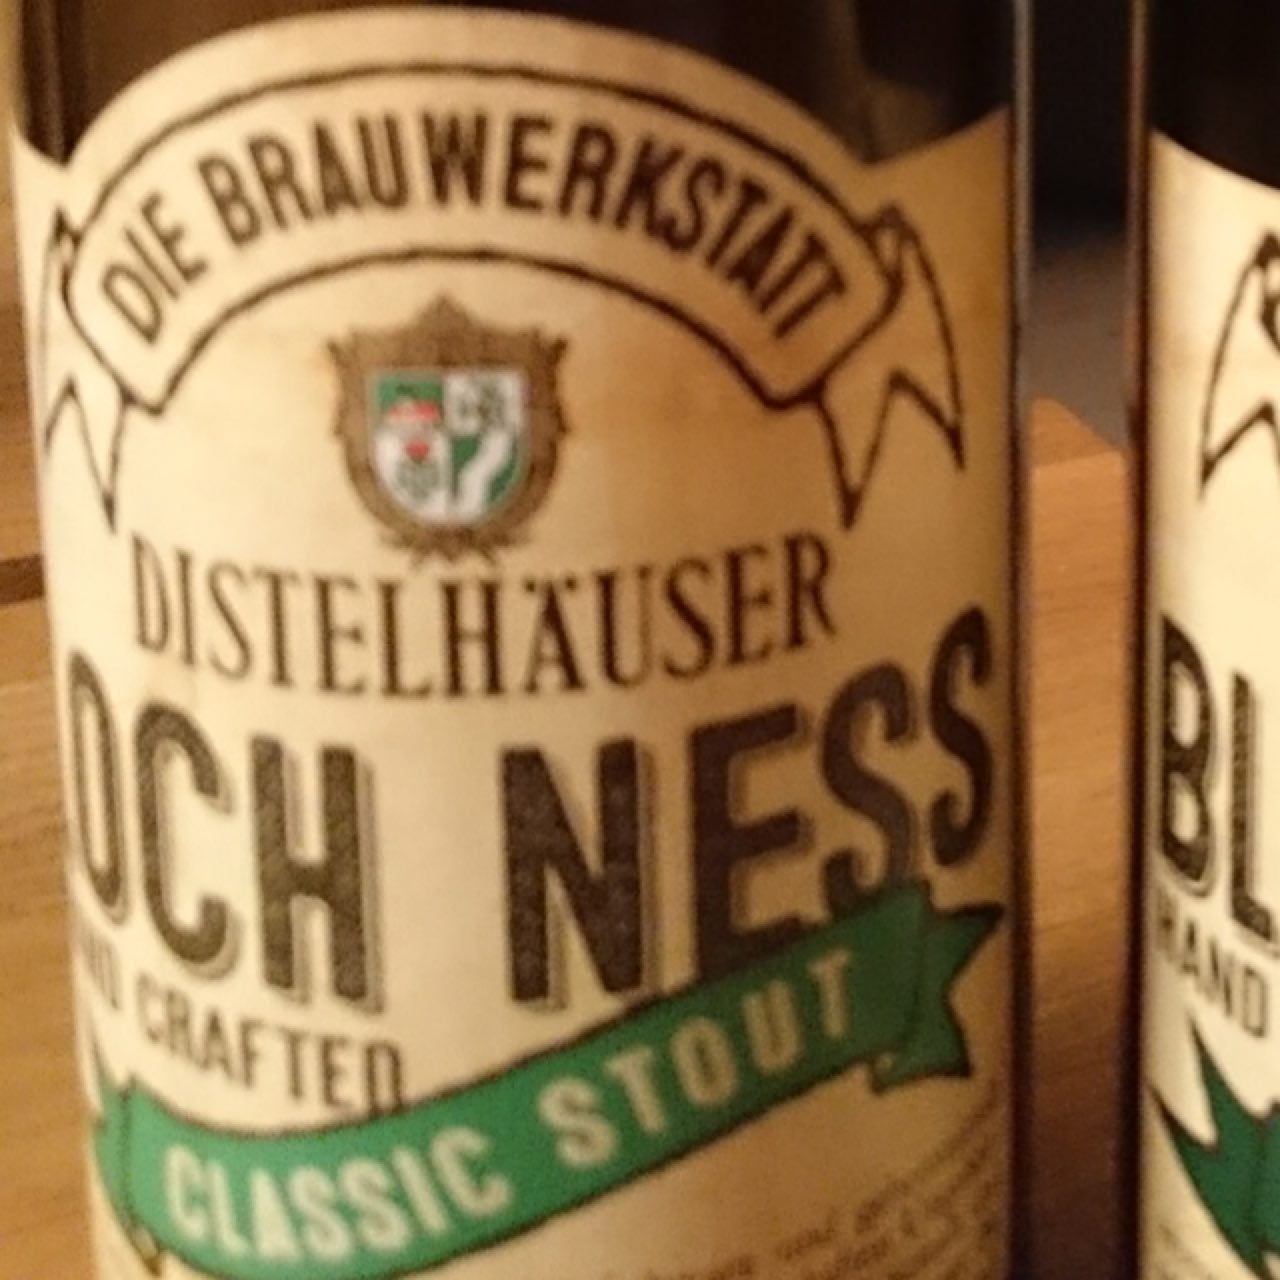 DIE BRAUWERKSTATT
DISTELHÄUSER
OCH NESS
CRAFTED
CLASSIC STOUT
BL